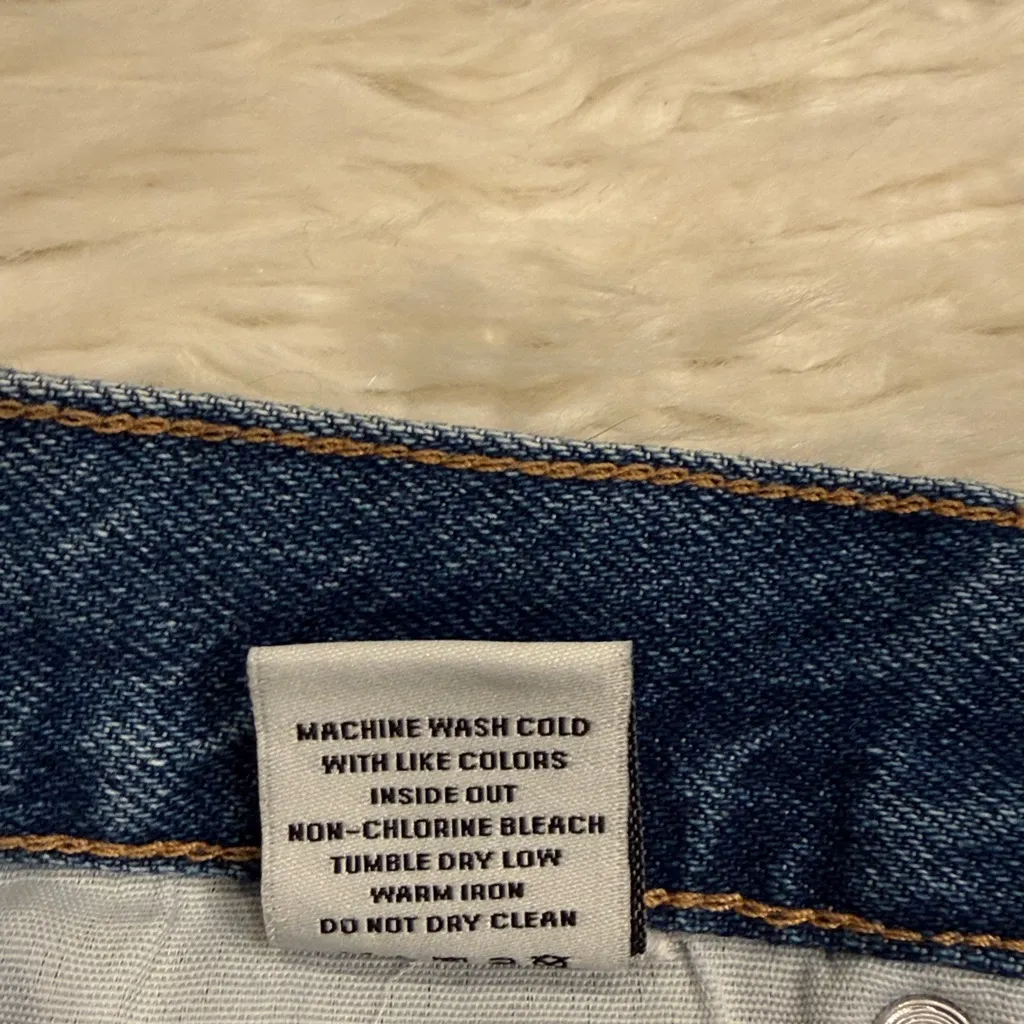 MACHINE WASH COLD
WITH LIKE COLORS
INSIDE OUT
NON-CHLORINE BLEACH
TUMBLE DRY LOW
WARM IRON
DO NOT DRY CLEAN